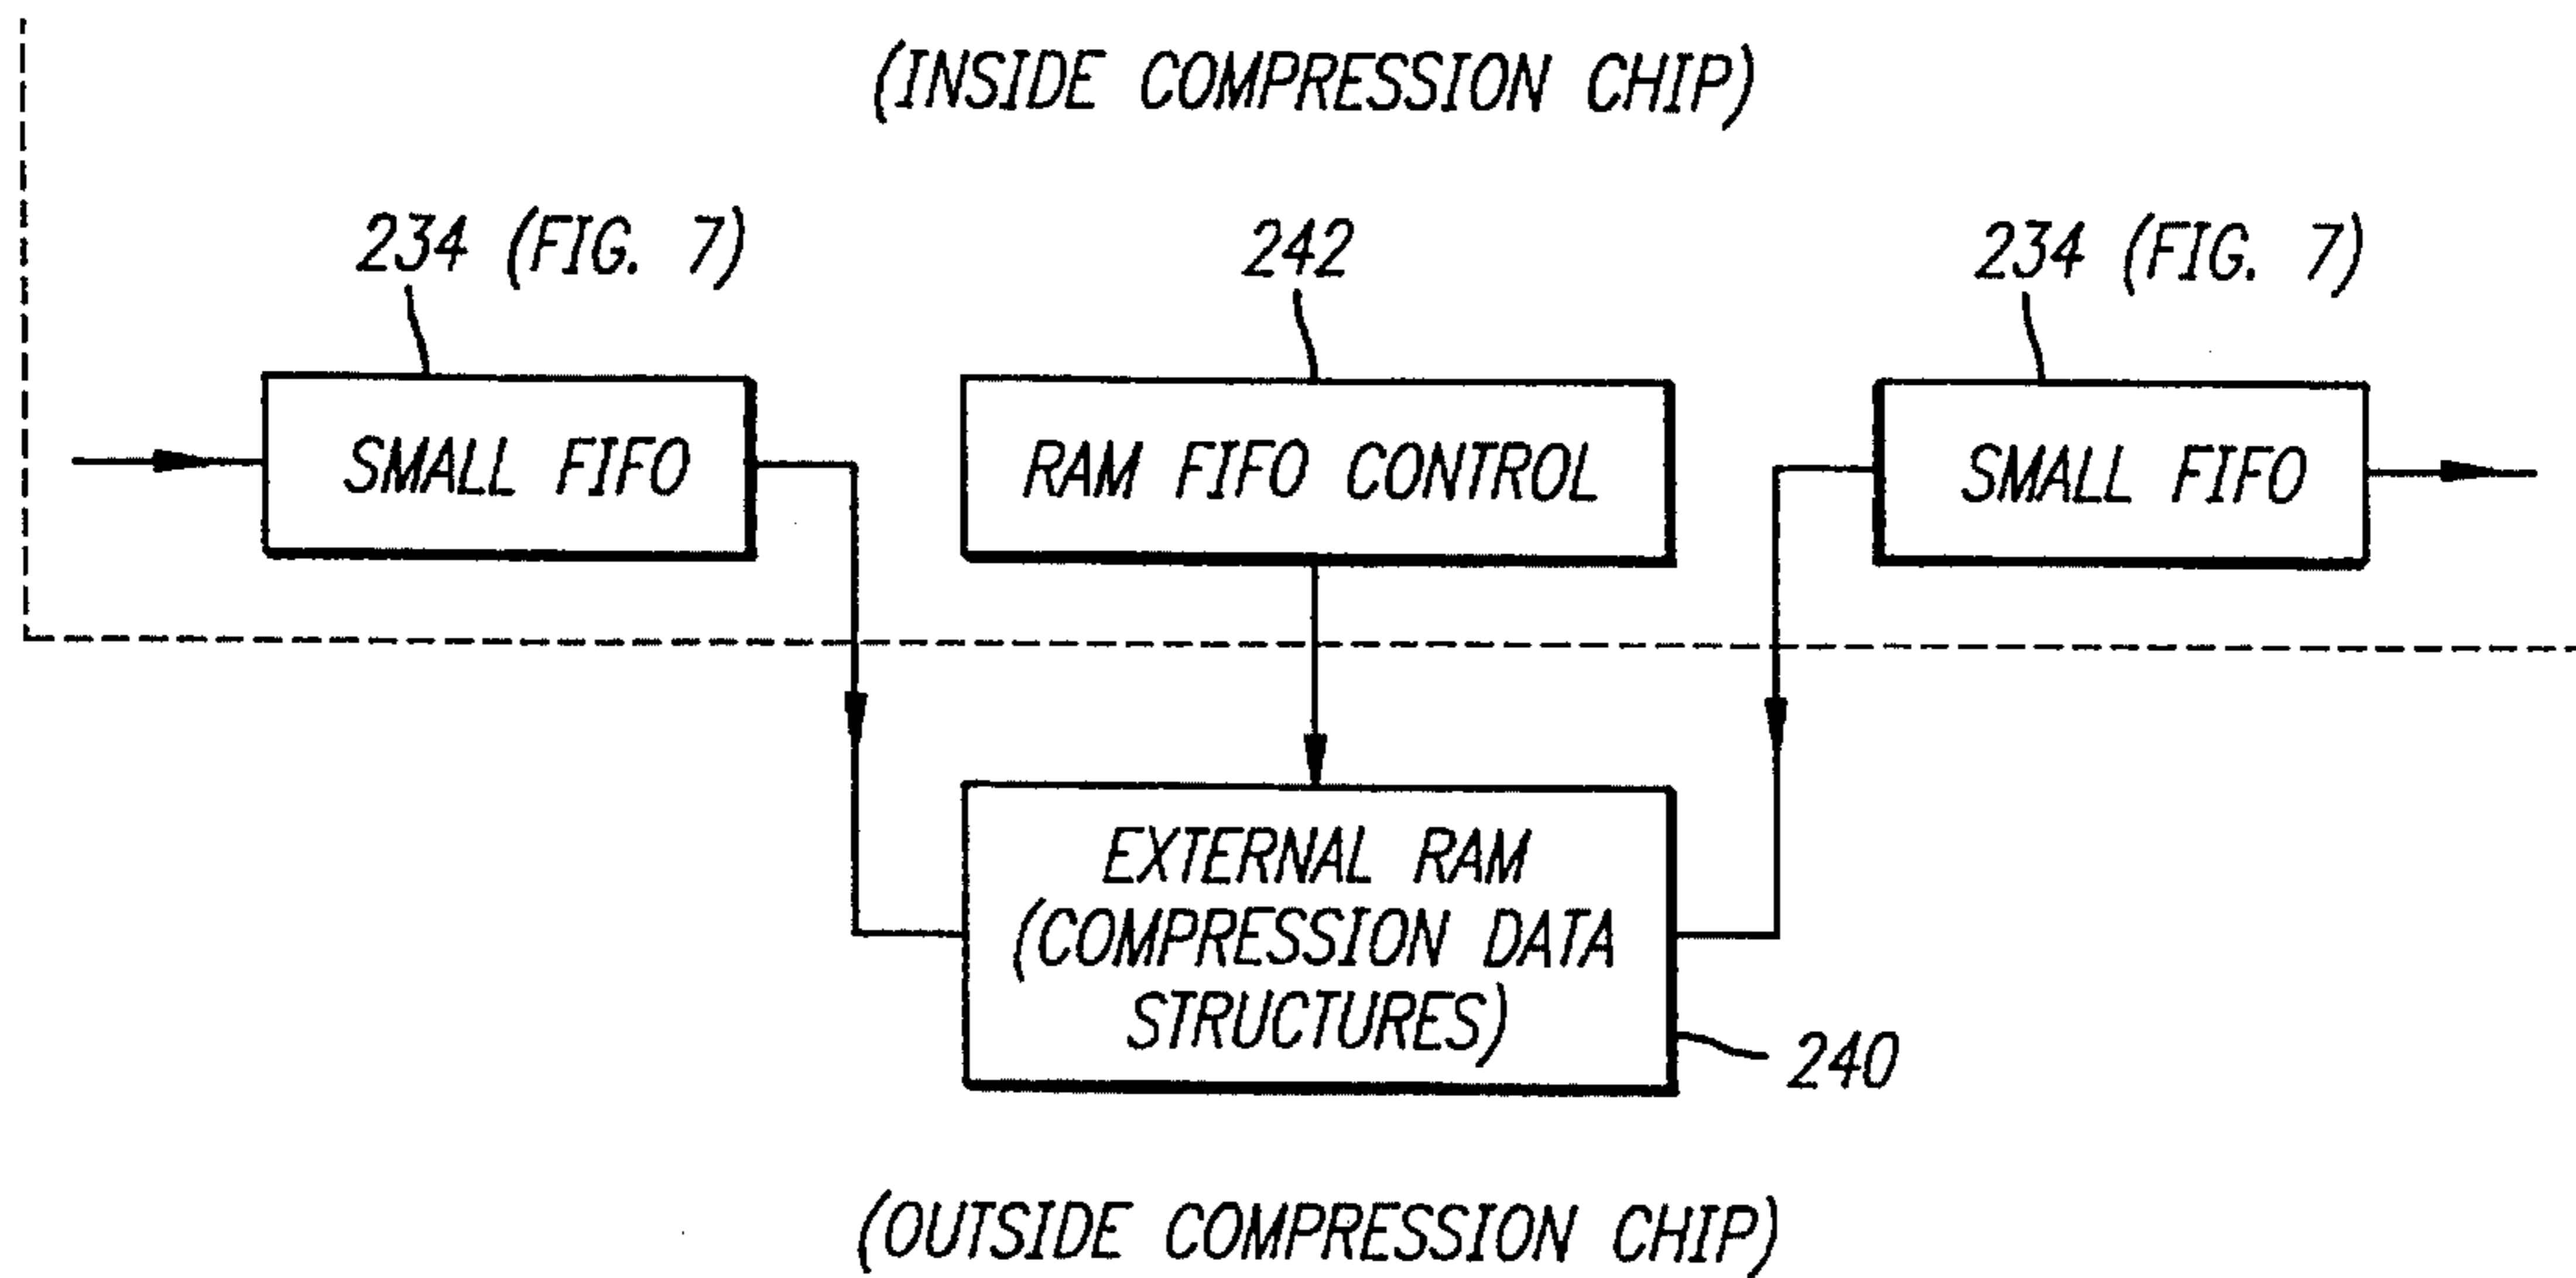 (INSIDE COMPRESSION CHIP)
234 (FIG. 7)
242
234 (FIG. 7)
SMALL FIFO
RAM FIFO CONTROL
SMALL FIFO
EXTERNAL RAM
(COMPRESSION DATA
STRUCTURES)
240
(OUTSIDE COMPRESSION CHIP)